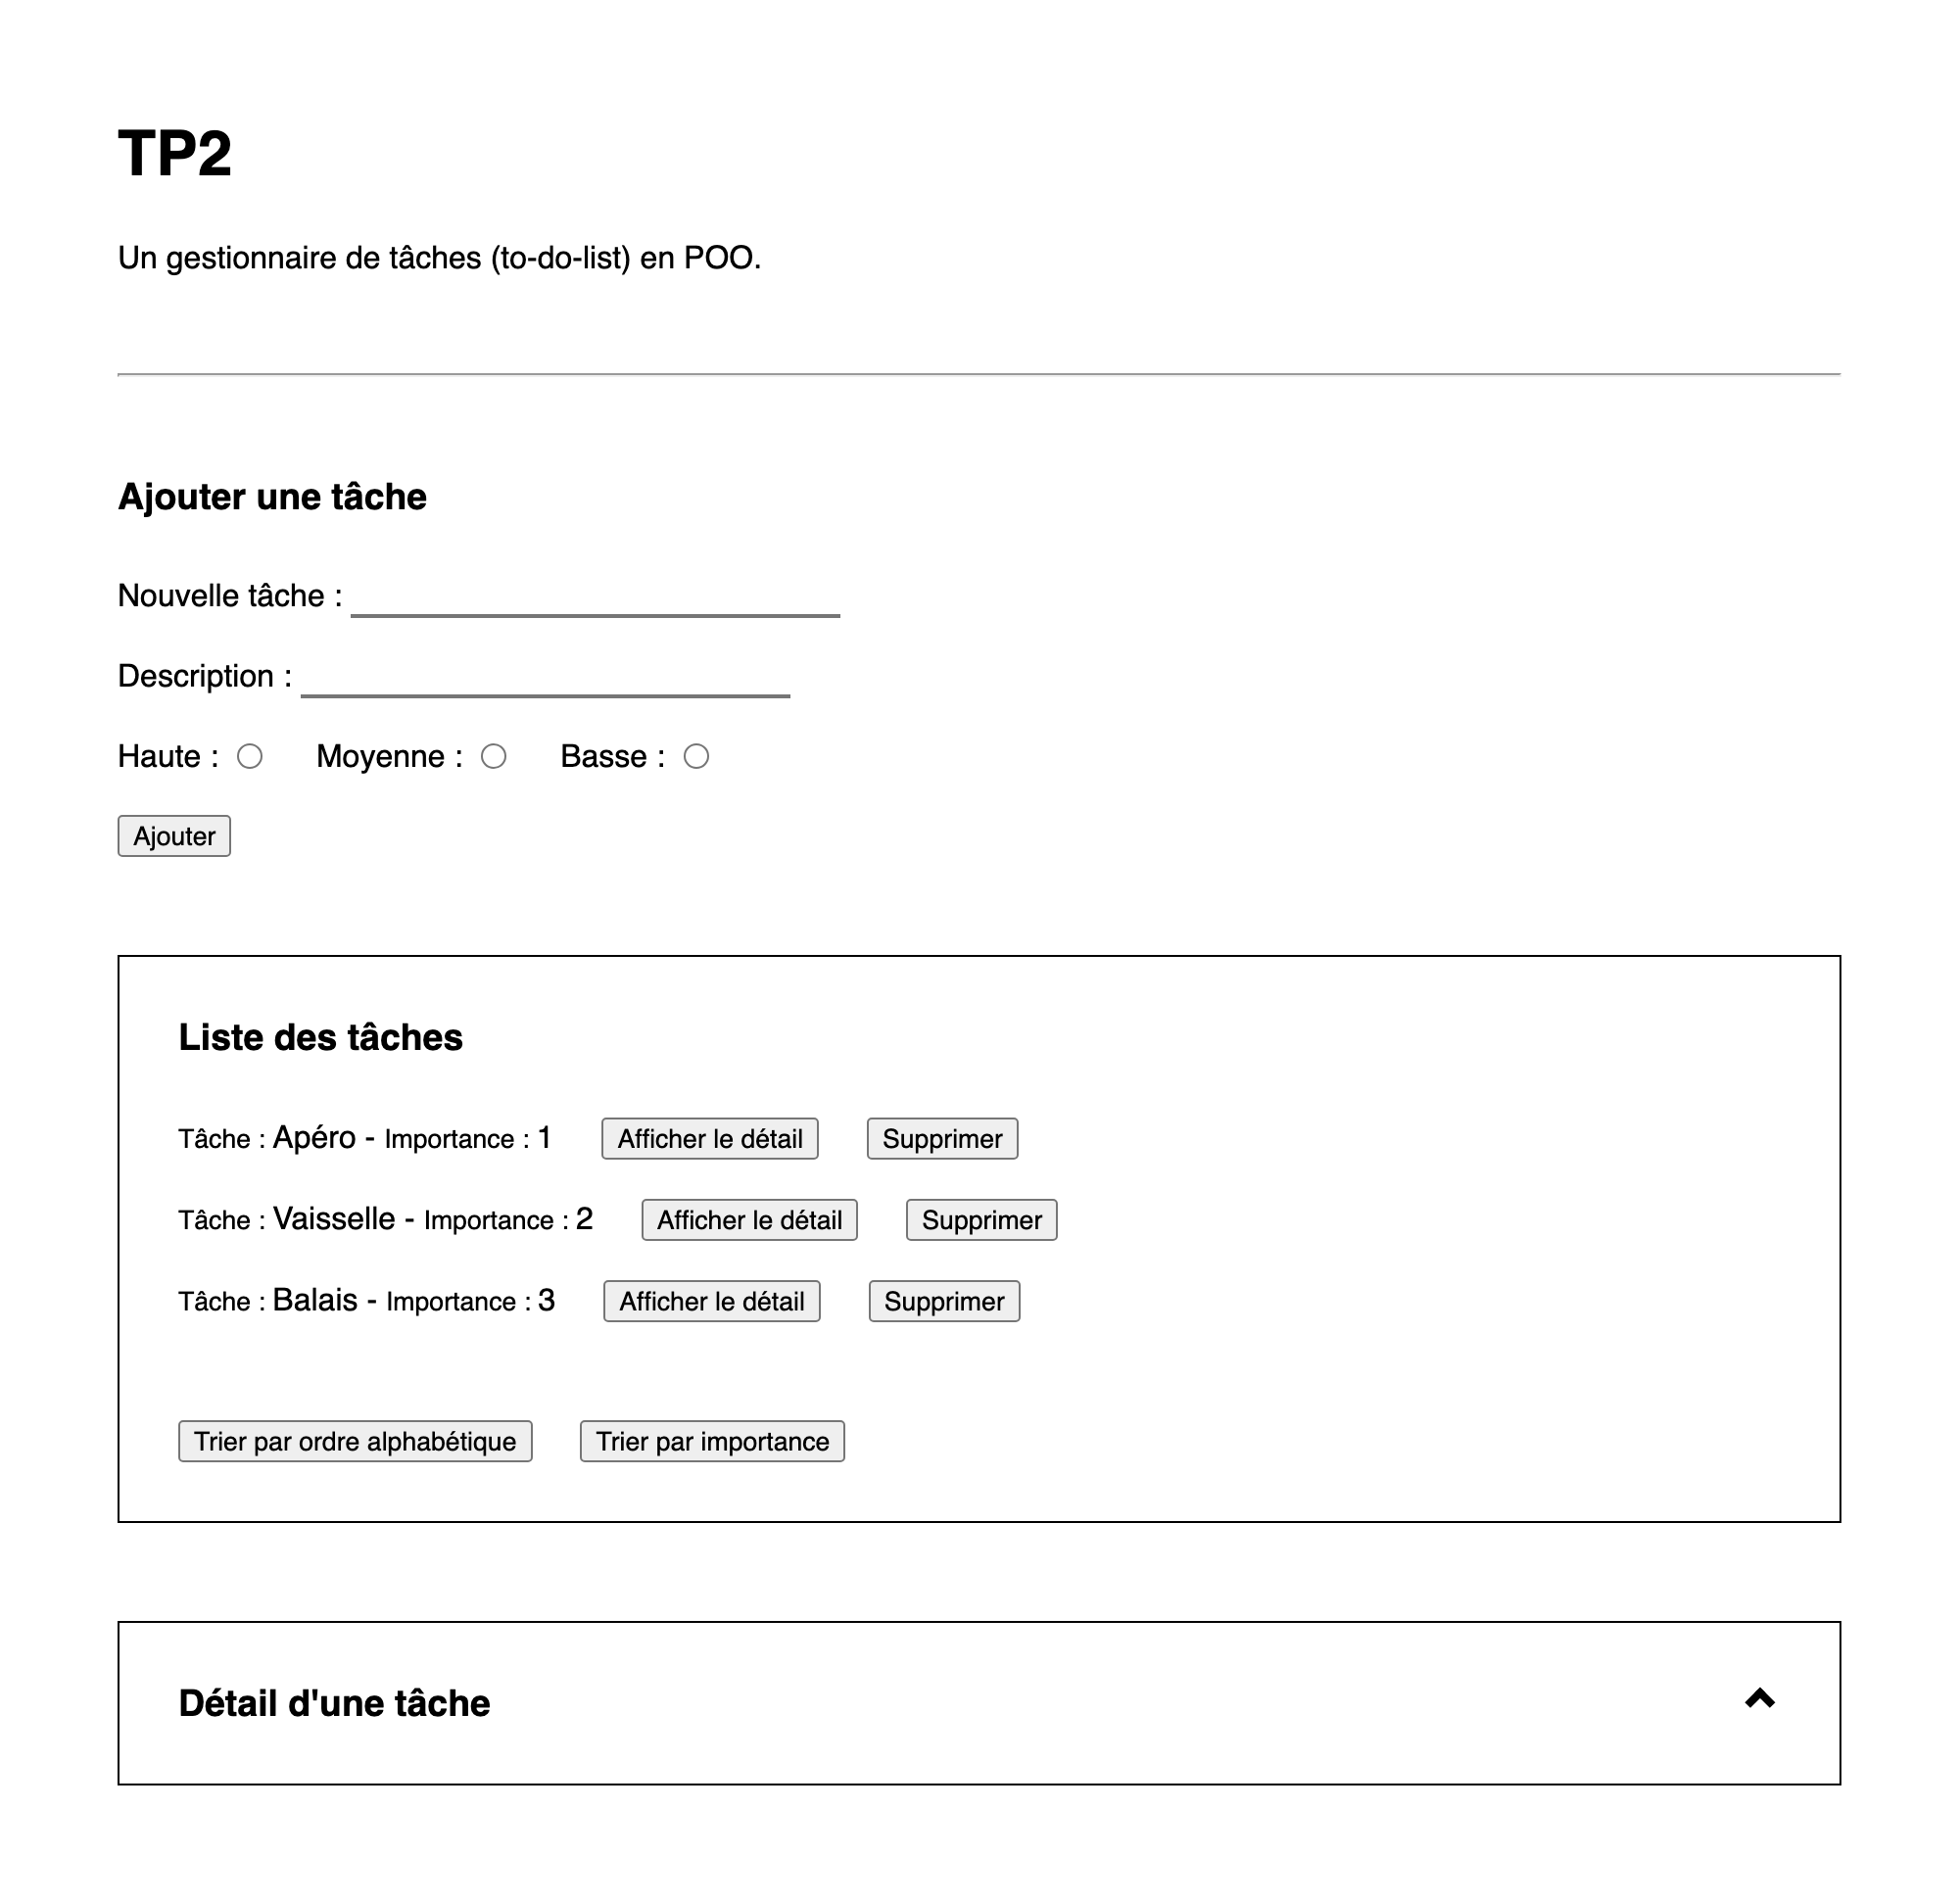 TP2
Un gestionnaire de tâches (to-do-list) en POO.
Ajouter une tâche
Nouvelle tâche :
Description :
Haute : Moyenne : Basse :
Ajouter
Liste des tâches
Tâche : Apéro - Importance : 1 Afficher le détail Supprimer
Tâche : Vaisselle - Importance : 2 Afficher le détail Supprimer
Tâche : Balais - Importance : 3 Afficher le détail Supprimer
Trier par ordre alphabétique Trier par importance
Détail d'une tâche